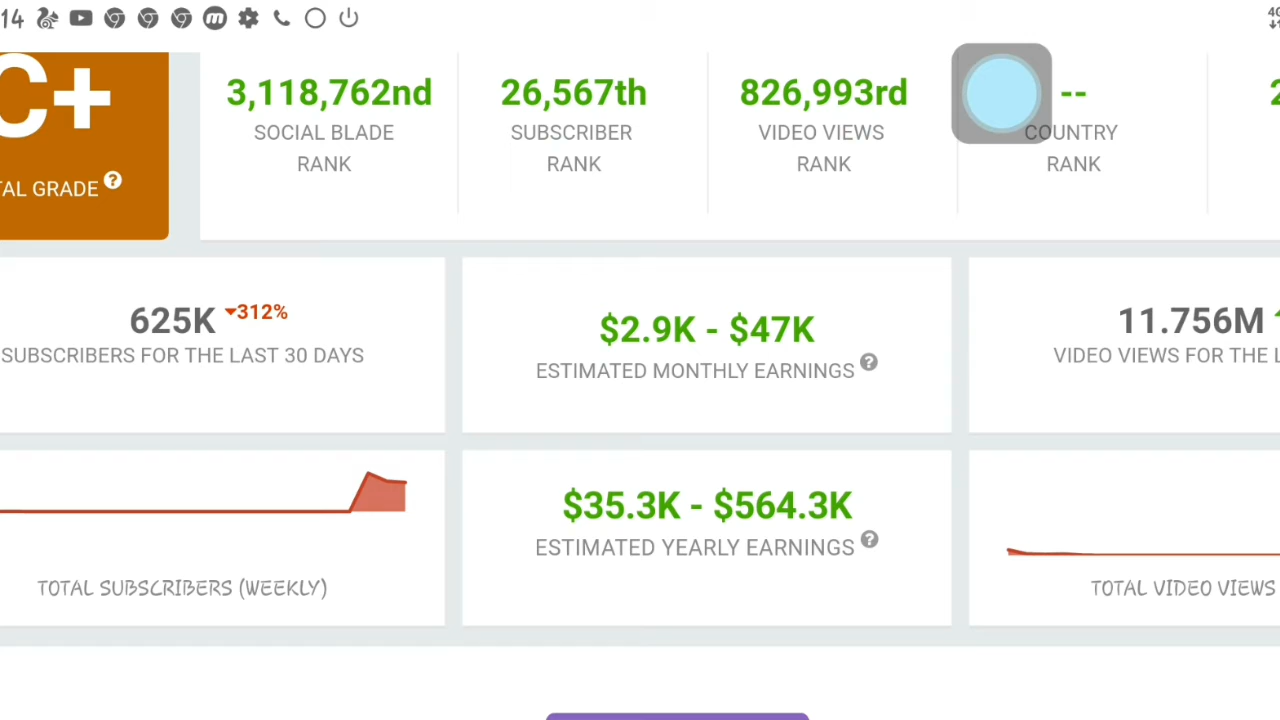 14
4G
C+
TAL GRADE ?
3,118,762nd
SOCIAL BLADE
RANK
26,567th
SUBSCRIBER
RANK
826,993rd
VIDEO VIEWS
RANK
--
COUNTRY
RANK
2
625K 312%
SUBSCRIBERS FOR THE LAST 30 DAYS
$2.9K - $47K
ESTIMATED MONTHLY EARNINGS ?
11.756M
VIDEO VIEWS FOR THE L
TOTAL SUBSCRIBERS (WEEKLY)
$35.3K - $564.3K
ESTIMATED YEARLY EARNINGS ?
TOTAL VIDEO VIEWS